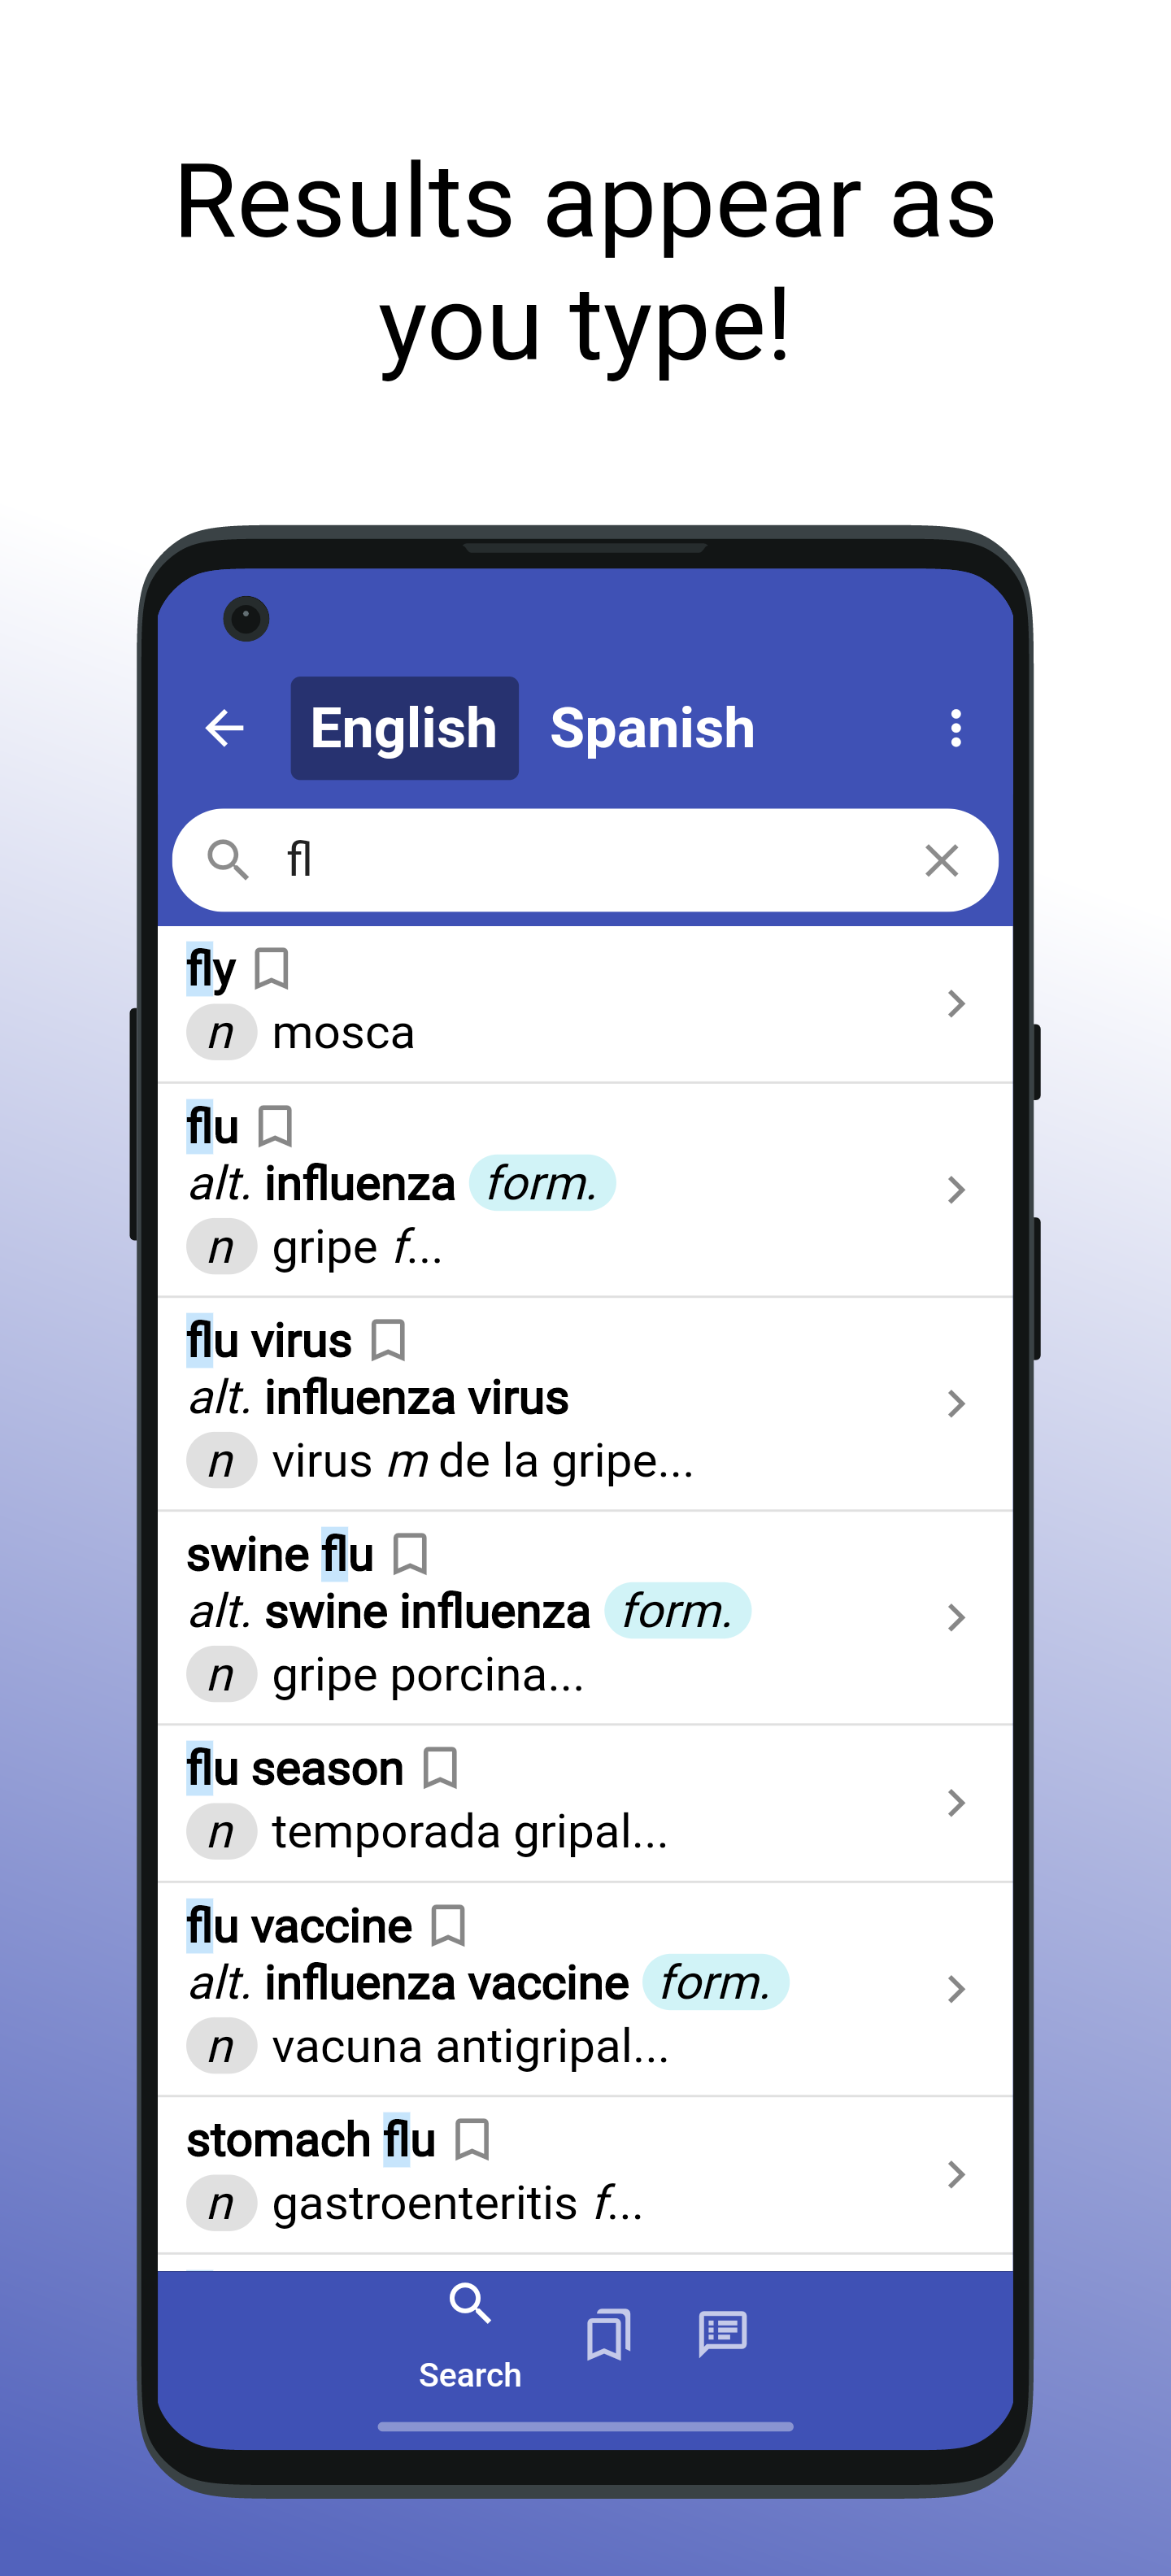 Results appear as
you type!
English Spanish
fl
fly
n mosca
flu
alt. influenza form.
n gripe f...
flu virus
alt. influenza virus
n virus m de la gripe...
swine flu
alt. swine influenza form.
n gripe porcina...
flu season
n temporada gripal...
flu vaccine
alt. influenza vaccine form.
n vacuna antigripal...
stomach flu
n gastroenteritis f...
Search